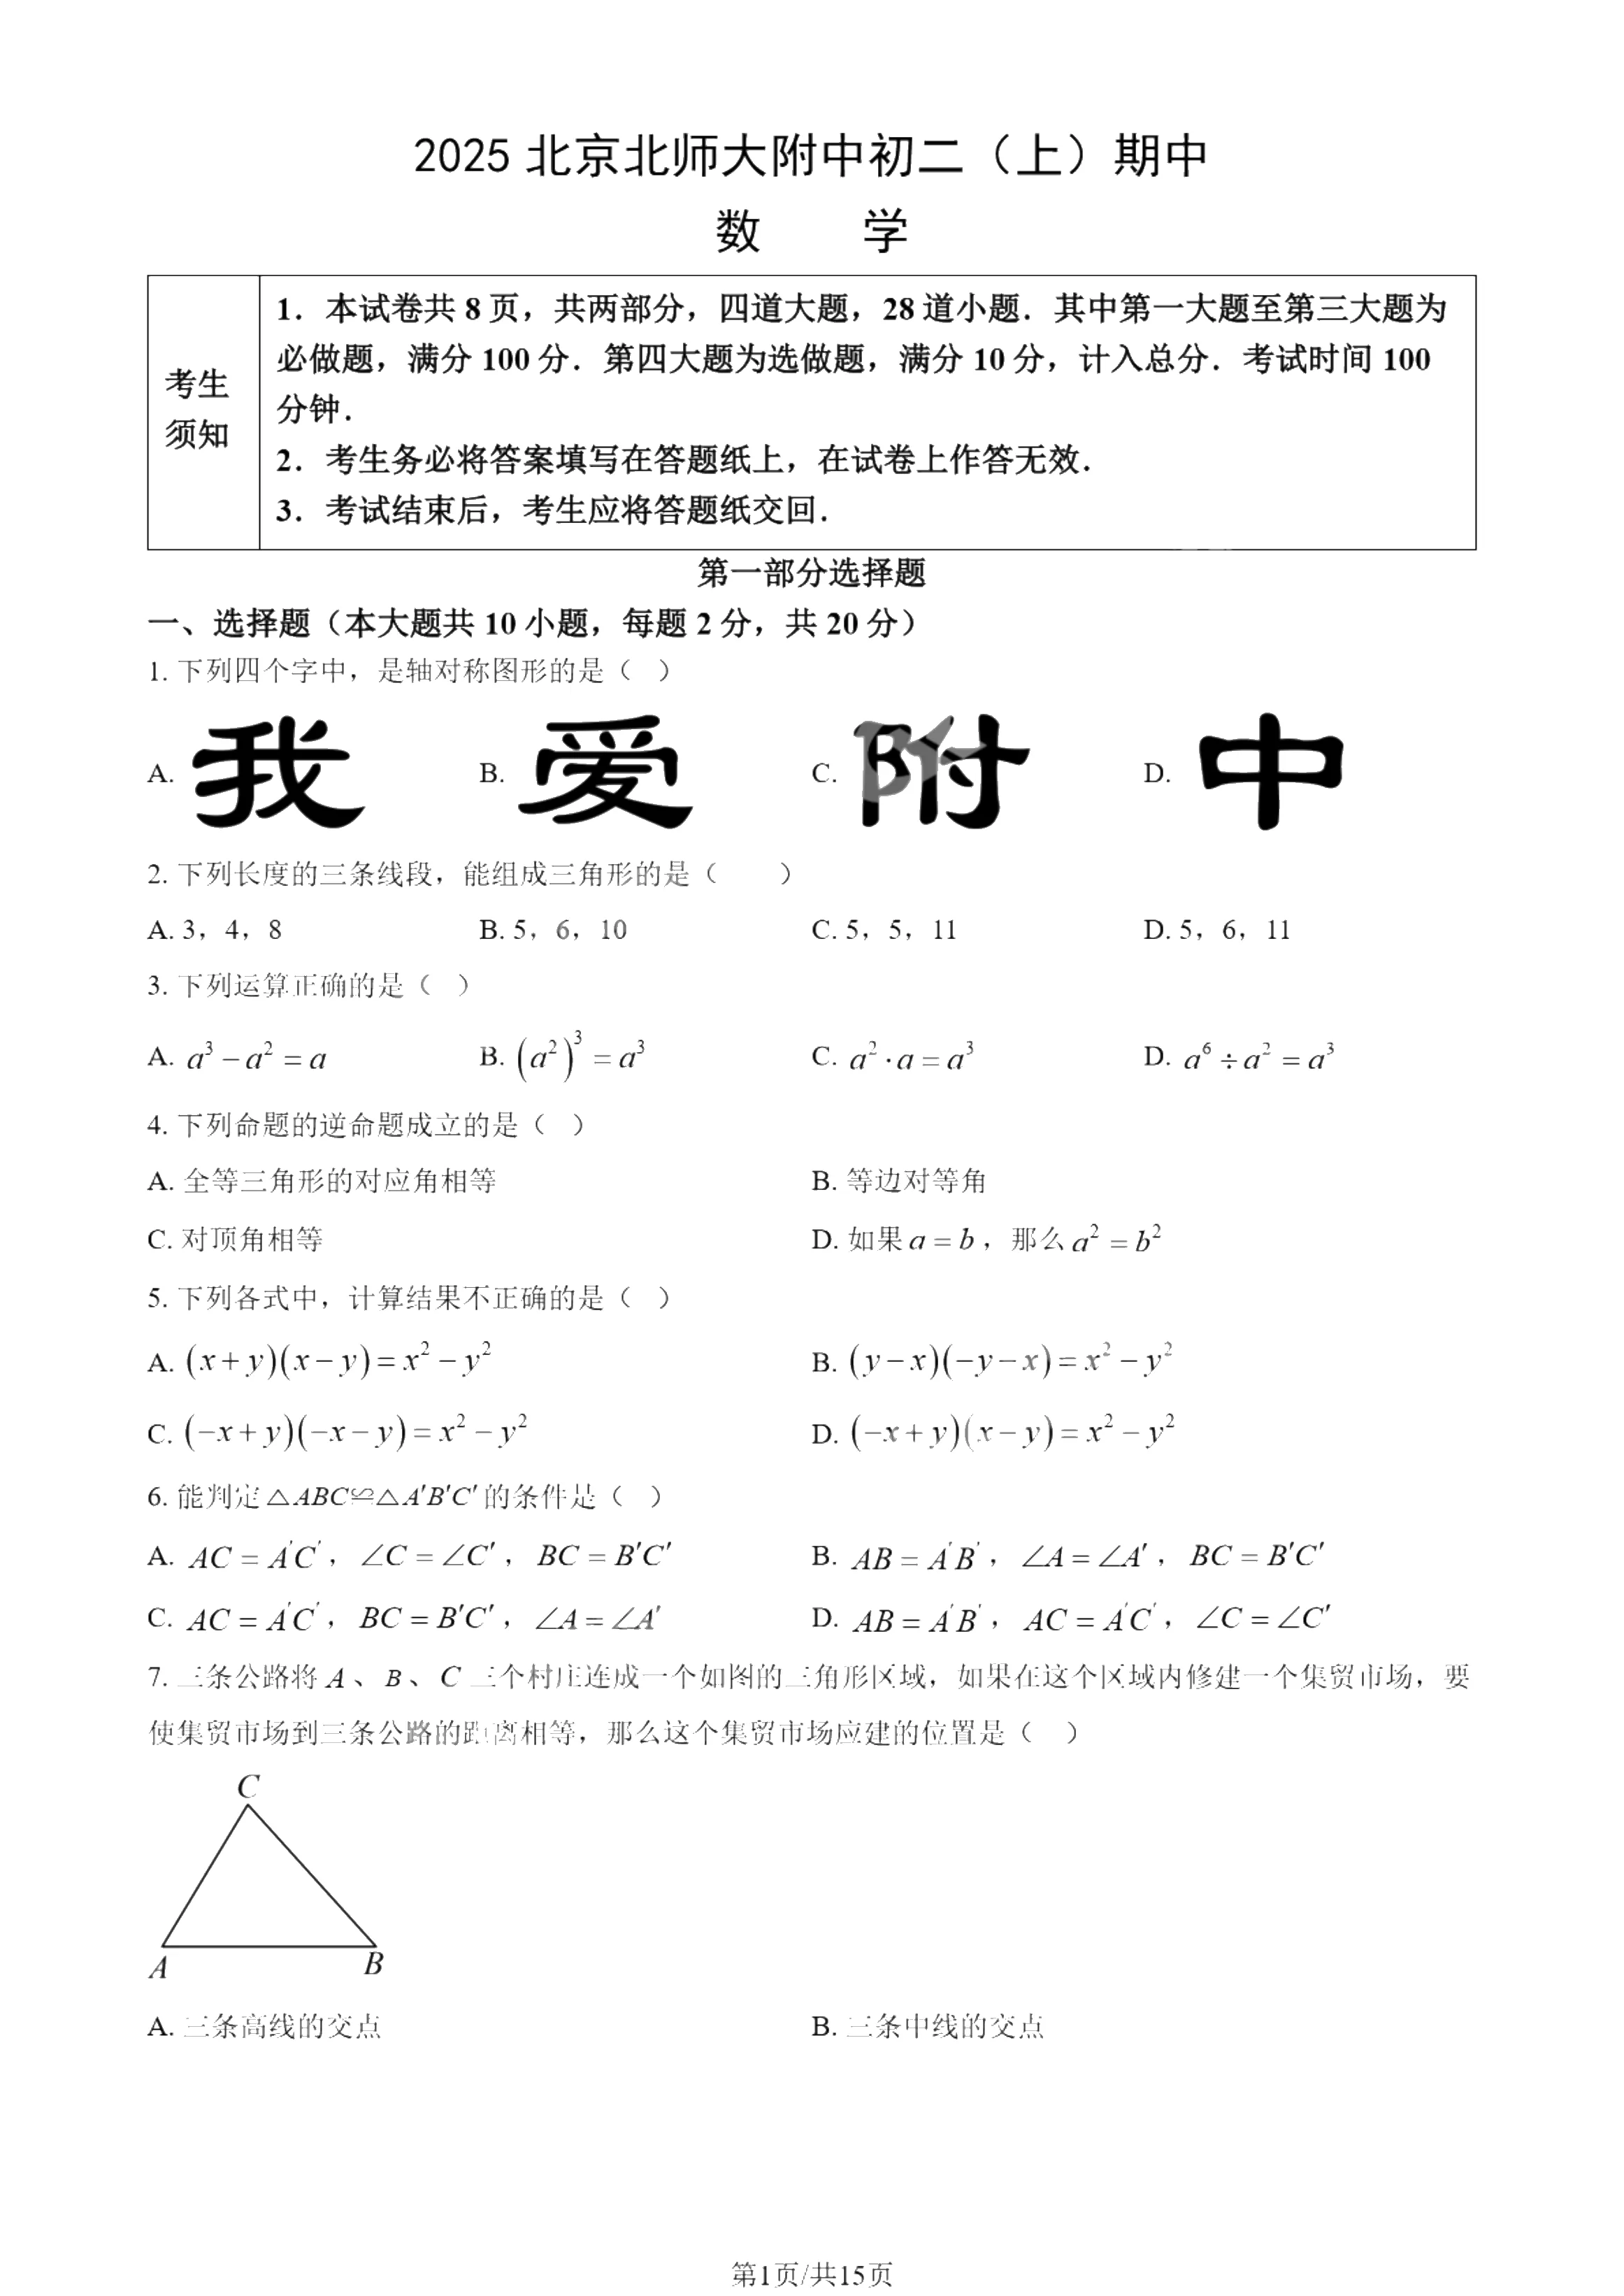 2025 北京北师大附中初二（上）期中
数 学
考生须知
1．本试卷共 8 页，共两部分，四道大题，28 道小题．其中第一大题至第三大题为
必做题，满分 100 分．第四大题为选做题，满分 10 分，计入总分．考试时间 100
分钟．
2．考生务必将答案填写在答题纸上，在试卷上作答无效．
3．考试结束后，考生应将答题纸交回．
第一部分选择题
一、选择题（本大题共 10 小题，每题 2 分，共 20 分）
1. 下列四个字中，是轴对称图形的是（ ）
A. 我 B. 爱 C. 附 D. 中
2. 下列长度的三条线段，能组成三角形的是（ ）
A. 3，4，8 B. 5，6，10 C. 5，5，11 D. 5，6，11
3. 下列运算正确的是（ ）
A. a³ − a² = a B. (a²)³ = a³ C. a² · a = a³ D. a⁶ ÷ a² = a³
4. 下列命题的逆命题成立的是（ ）
A. 全等三角形的对应角相等 B. 等边对等角
C. 对顶角相等 D. 如果 a = b，那么 a² = b²
5. 下列各式中，计算结果不正确的是（ ）
A. (x + y)(x − y) = x² − y² B. (y − x)(−y − x) = x² − y²
C. (−x + y)(−x − y) = x² − y² D. (−x + y)(x − y) = x² − y²
6. 能判定△ABC≌△A′B′C′的条件是（ ）
A. AC = A′C′，∠C = ∠C′，BC = B′C′ B. AB = A′B′，∠A = ∠A′，BC = B′C′
C. AC = A′C′，BC = B′C′，∠A = ∠A′ D. AB = A′B′，AC = A′C′，∠C = ∠C′
7. 三条公路将 A、B、C 三个村庄连成一个如图的三角形区域，如果在这个区域内修建一个集贸市场，要
使集贸市场到三条公路的距离相等，那么这个集贸市场应建的位置是（ ）
C
A B
A. 三条高线的交点 B. 三条中线的交点
第1页/共15页